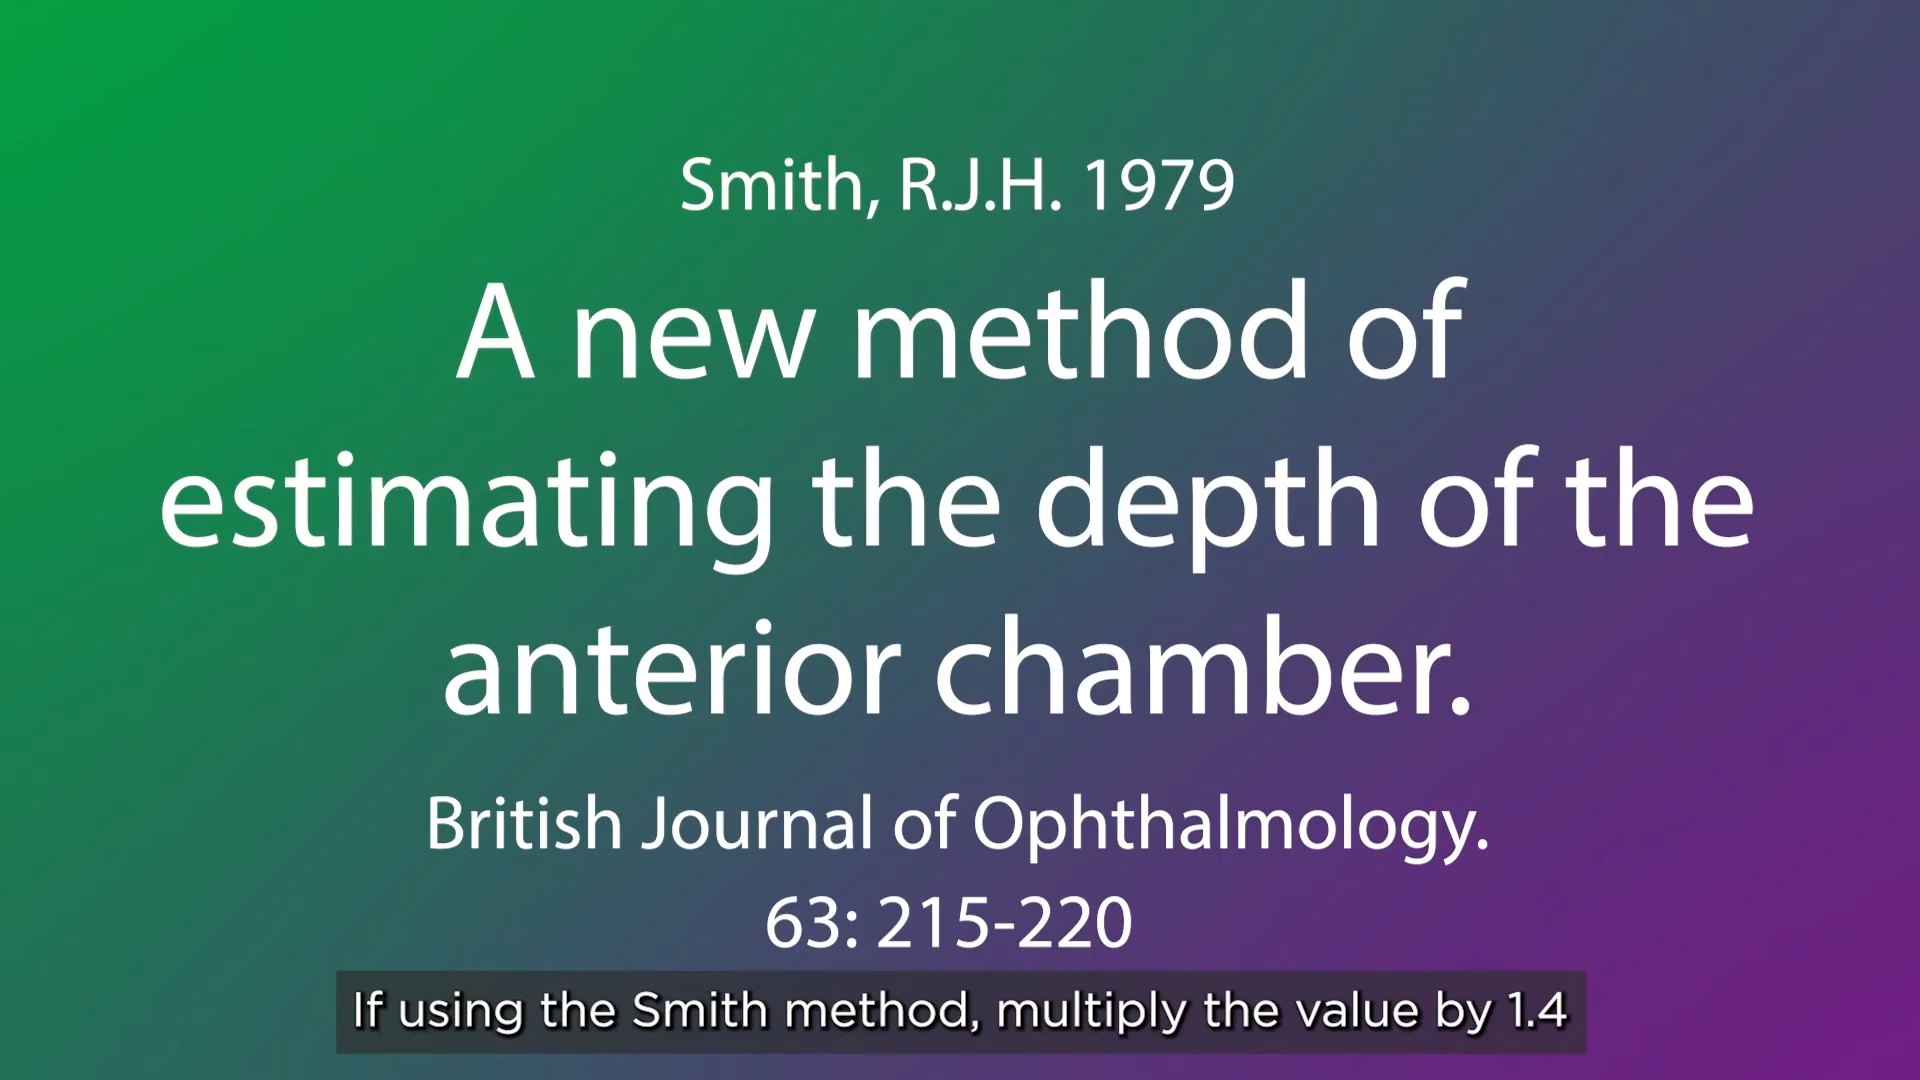 Smith, R.J.H. 1979
A new method of
estimating the depth of the
anterior chamber.
British Journal of Ophthalmology.
63: 215-220
If using the Smith method, multiply the value by 1.4